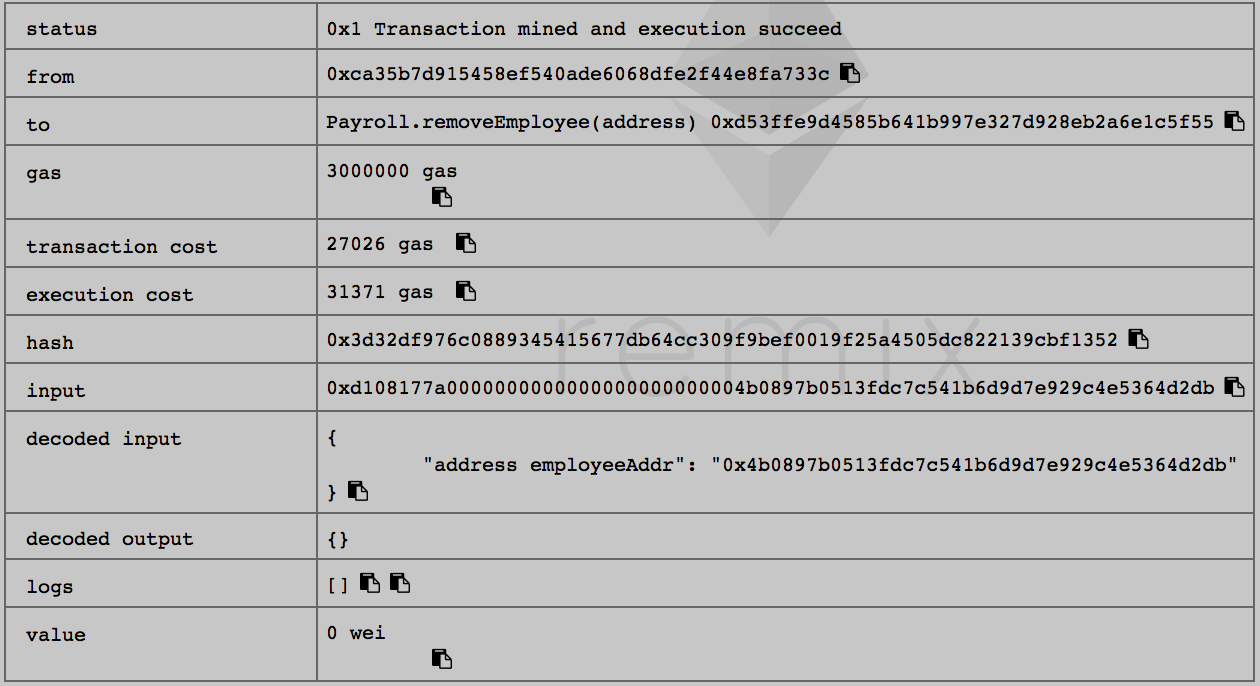 status 0x1 Transaction mined and execution succeed
from 0xca35b7d915458ef540ade6068dfe2f44e8fa733c
to Payroll.removeEmployee(address) 0xd53ffe9d4585b641b997e327d928eb2a6e1c5f55
gas 3000000 gas
transaction cost 27026 gas
execution cost 31371 gas
hash 0x3d32df976c0889345415677db64cc309f9bef0019f25a4505dc822139cbf1352
input 0xd108177a0000000000000000000000004b0897b0513fdc7c541b6d9d7e929c4e5364d2db
decoded input {
"address employeeAddr": "0x4b0897b0513fdc7c541b6d9d7e929c4e5364d2db"
}
decoded output {}
logs []
value 0 wei
remix